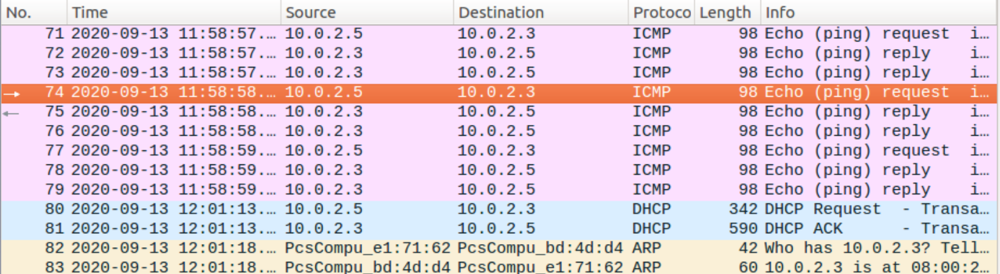 No. Time Source Destination Protoco Length Info
71 2020-09-13 11:58:57.… 10.0.2.5 10.0.2.3 ICMP 98 Echo (ping) request i…
72 2020-09-13 11:58:57.… 10.0.2.3 10.0.2.5 ICMP 98 Echo (ping) reply i…
73 2020-09-13 11:58:57.… 10.0.2.3 10.0.2.5 ICMP 98 Echo (ping) reply i…
74 2020-09-13 11:58:58.… 10.0.2.5 10.0.2.3 ICMP 98 Echo (ping) request i…
75 2020-09-13 11:58:58.… 10.0.2.3 10.0.2.5 ICMP 98 Echo (ping) reply i…
76 2020-09-13 11:58:58.… 10.0.2.3 10.0.2.5 ICMP 98 Echo (ping) reply i…
77 2020-09-13 11:58:59.… 10.0.2.5 10.0.2.3 ICMP 98 Echo (ping) request i…
78 2020-09-13 11:58:59.… 10.0.2.3 10.0.2.5 ICMP 98 Echo (ping) reply i…
79 2020-09-13 11:58:59.… 10.0.2.3 10.0.2.5 ICMP 98 Echo (ping) reply i…
80 2020-09-13 12:01:13.… 10.0.2.5 10.0.2.3 DHCP 342 DHCP Request - Transa…
81 2020-09-13 12:01:13.… 10.0.2.3 10.0.2.5 DHCP 590 DHCP ACK - Transa…
82 2020-09-13 12:01:18.… PcsCompu_e1:71:62 PcsCompu_bd:4d:d4 ARP 42 Who has 10.0.2.3? Tell…
83 2020-09-13 12:01:18.… PcsCompu_bd:4d:d4 PcsCompu_e1:71:62 ARP 60 10.0.2.3 is at 08:00:2…